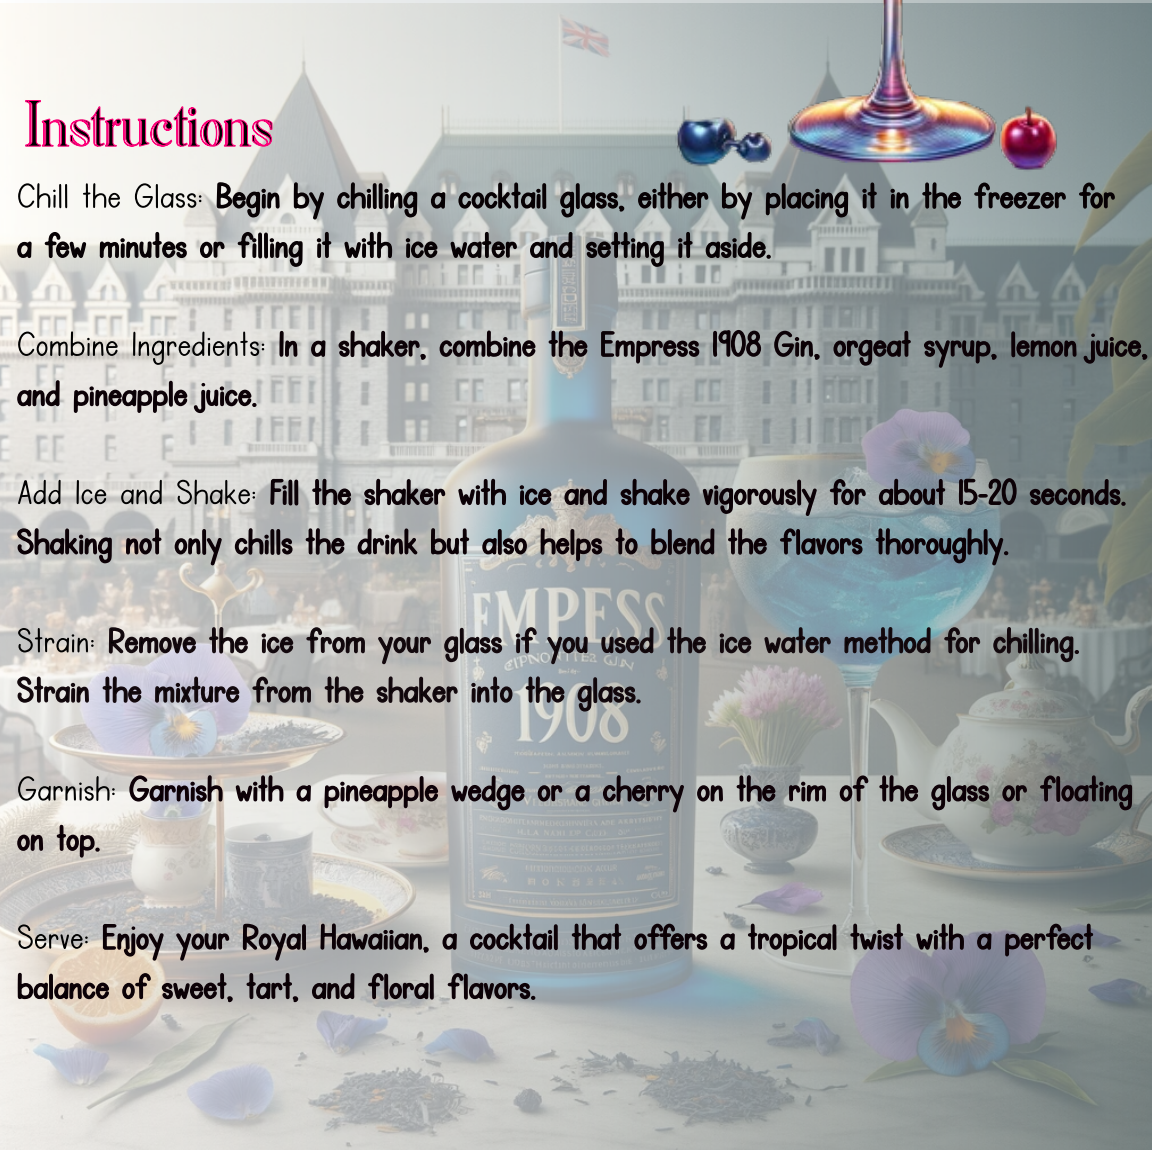 Instructions
Chill the Glass: Begin by chilling a cocktail glass, either by placing it in the freezer for
a few minutes or filling it with ice water and setting it aside.
Combine Ingredients: In a shaker, combine the Empress 1908 Gin, orgeat syrup, lemon juice,
and pineapple juice.
Add Ice and Shake: Fill the shaker with ice and shake vigorously for about 15-20 seconds.
Shaking not only chills the drink but also helps to blend the flavors thoroughly.
EMPESS
Strain: Remove the ice from your glass if you used the ice water method for chilling.
Strain the mixture from the shaker into the glass.
1908
Garnish: Garnish with a pineapple wedge or a cherry on the rim of the glass or floating
on top.
Serve: Enjoy your Royal Hawaiian, a cocktail that offers a tropical twist with a perfect
balance of sweet, tart, and floral flavors.